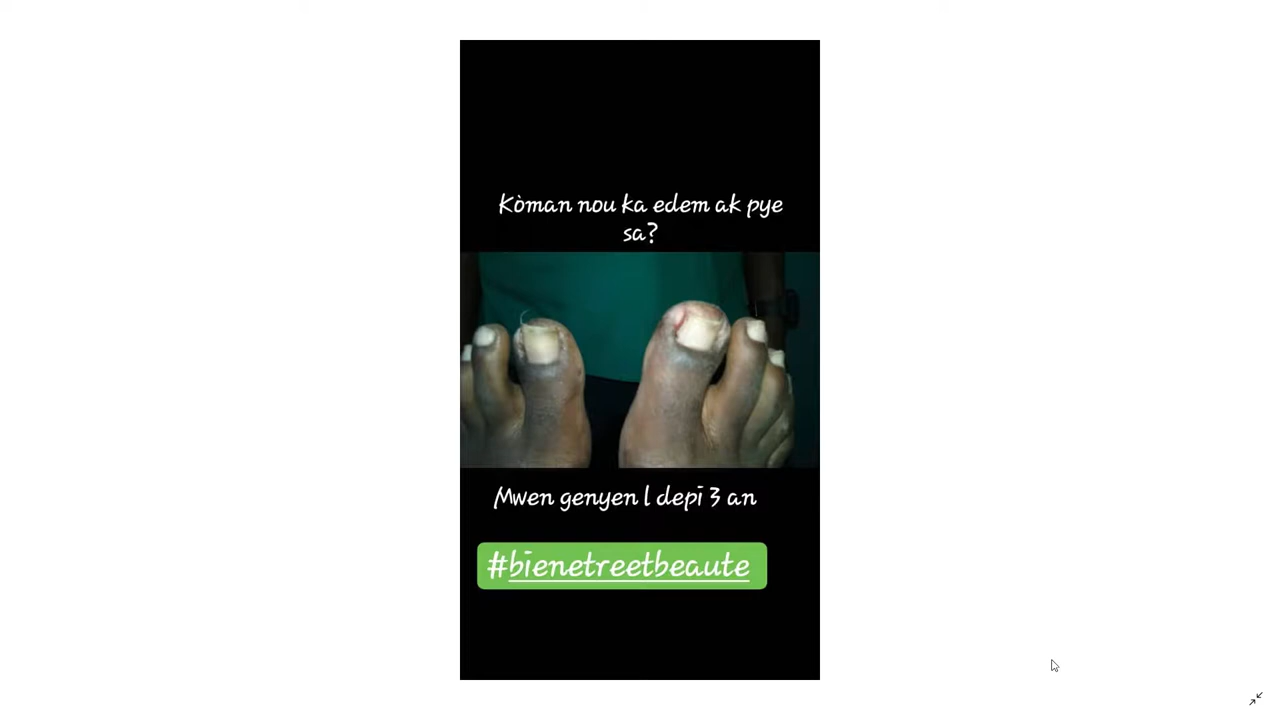 Kòman nou ka edem ak pye
sa?
Mwen genyen l depi 3 an
#bienetreetbeaute